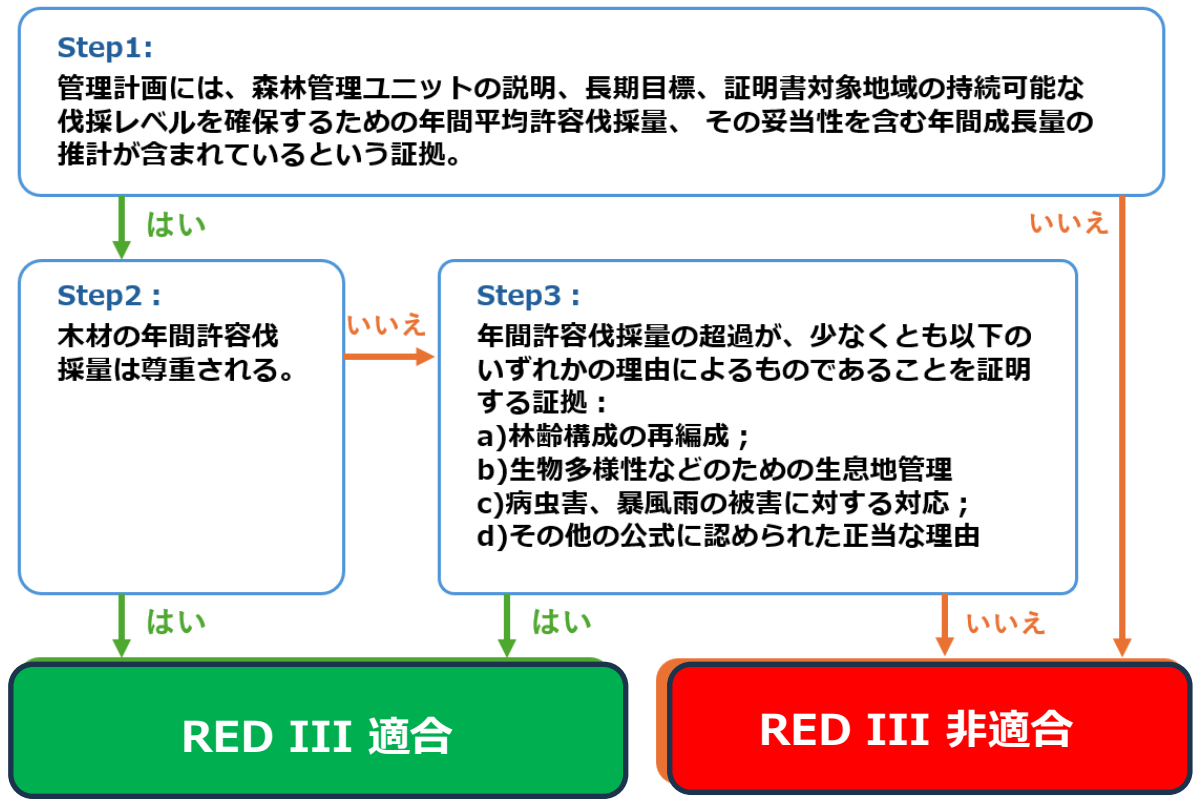 Step1:
管理計画には、森林管理ユニットの説明、長期目標、証明書対象地域の持続可能な
伐採レベルを確保するための年間平均許容伐採量、 その妥当性を含む年間成長量の
推計が含まれているという証拠。
はい
いいえ
Step2：
木材の年間許容伐
採量は尊重される。
いいえ
Step3：
年間許容伐採量の超過が、少なくとも以下の
いずれかの理由によるものであることを証明
する証拠：
a)林齢構成の再編成；
b)生物多様性などのための生息地管理
c)病虫害、暴風雨の被害に対する対応；
d)その他の公式に認められた正当な理由
はい
はい
いいえ
RED III 適合
RED III 非適合